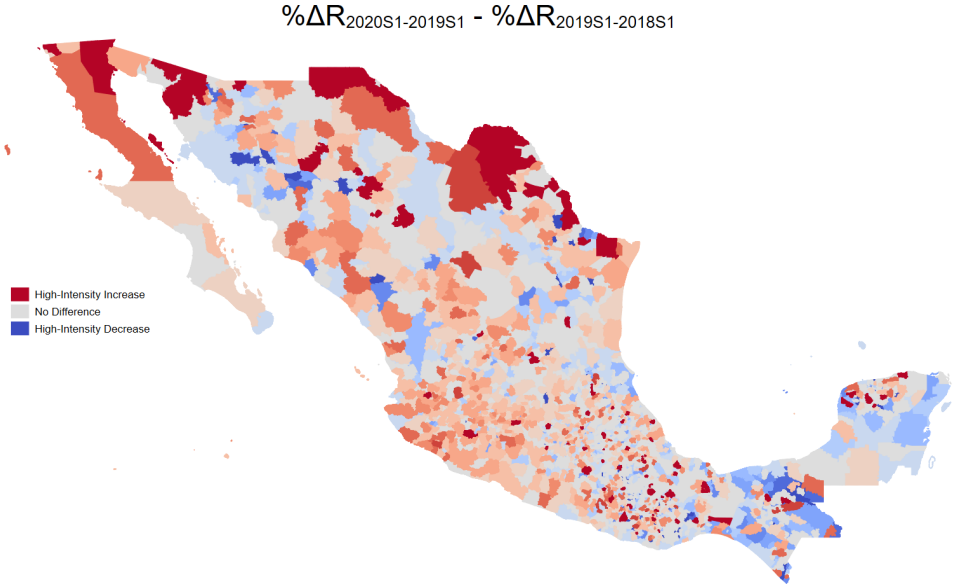 %ΔR2020S1-2019S1 - %ΔR2019S1-2018S1
High-Intensity Increase
No Difference
High-Intensity Decrease